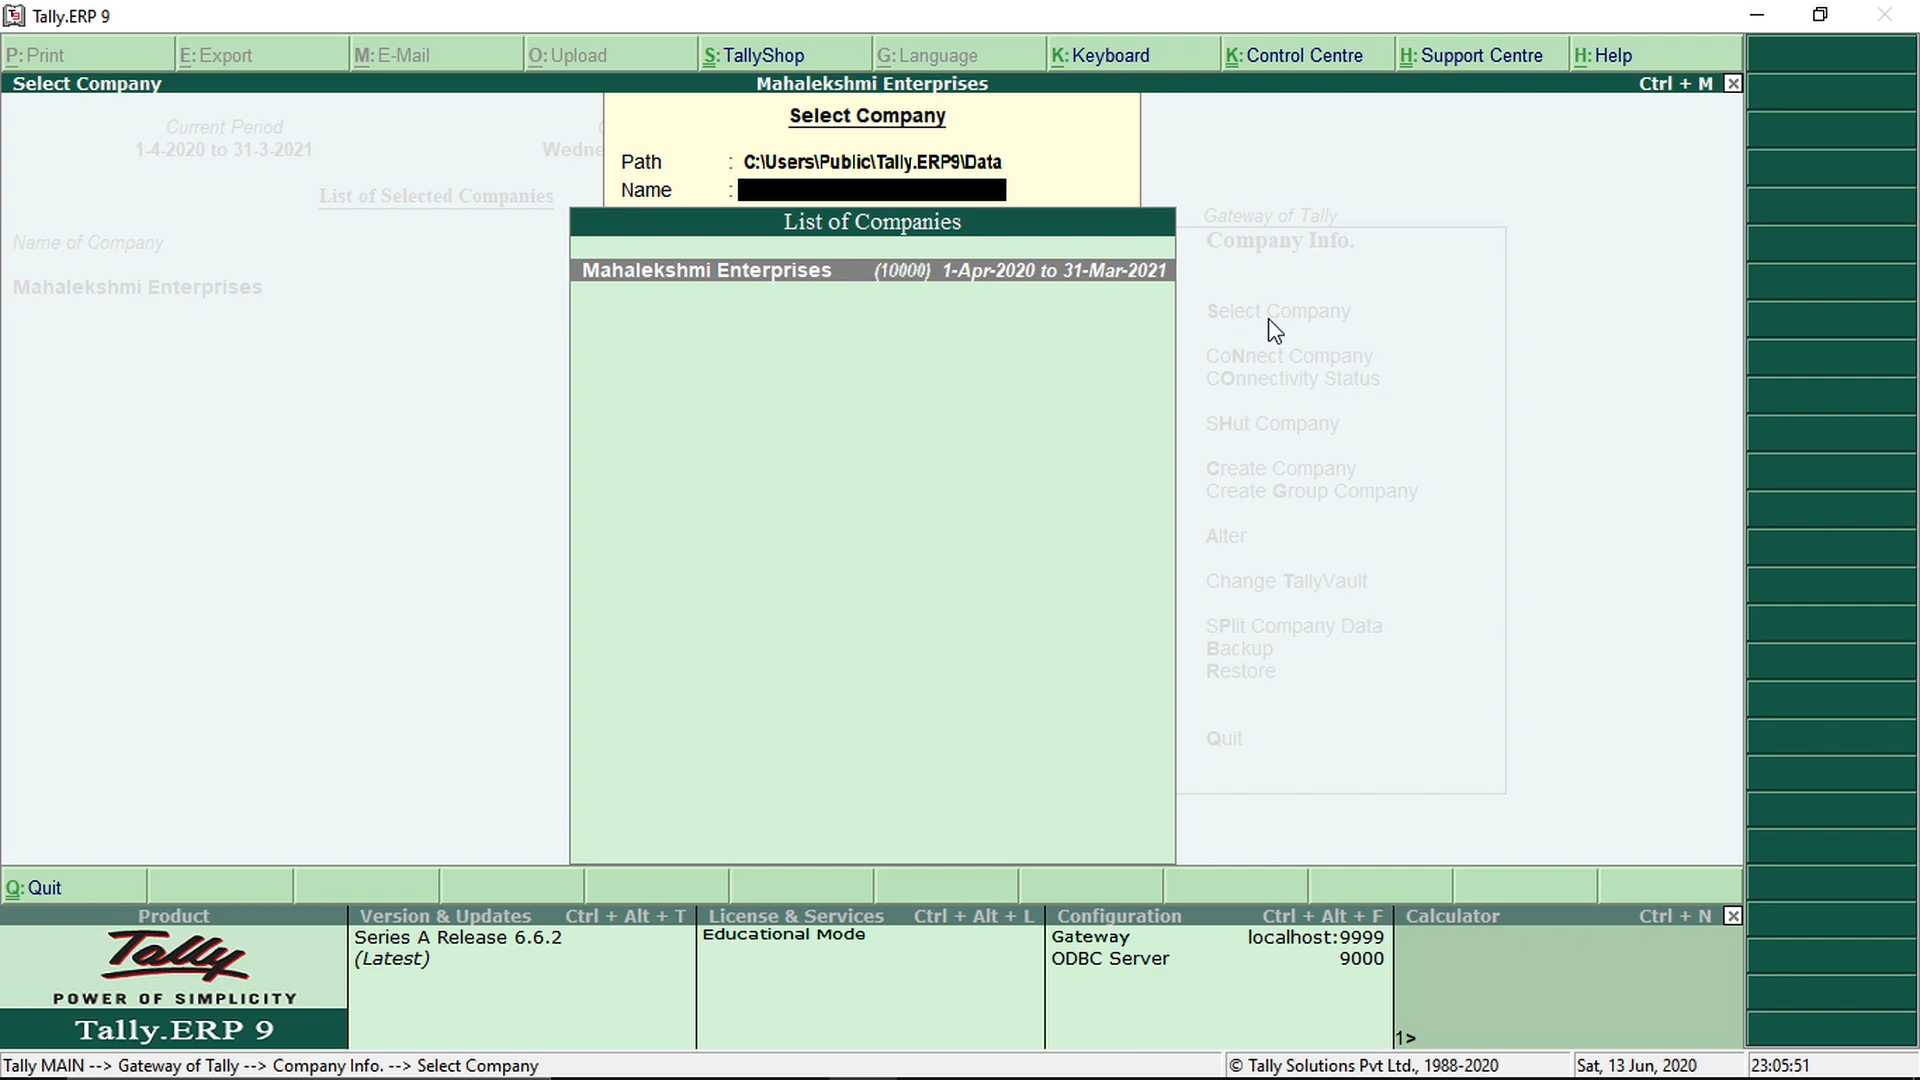 Tally.ERP 9
P: Print
E: Export
M: E-Mail
O: Upload
S: TallyShop
G: Language
K: Keyboard
K: Control Centre
H: Support Centre
H: Help
Select Company
Mahalekshmi Enterprises
Ctrl + M
Current Period
1-4-2020 to 31-3-2021
Wedne
List of Selected Companies
Name of Company
Mahalekshmi Enterprises
Select Company
Path : C:\Users\Public\Tally.ERP9\Data
Name :
List of Companies
Mahalekshmi Enterprises (10000) 1-Apr-2020 to 31-Mar-2021
Gateway of Tally
Company Info.
Select Company
CoNnect Company
COnnectivity Status
SHut Company
Create Company
Create Group Company
Alter
Change TallyVault
SPlit Company Data
Backup
Restore
Quit
Q: Quit
Product
Tally
POWER OF SIMPLICITY
Tally.ERP 9
Version & Updates Ctrl + Alt + T
Series A Release 6.6.2
(Latest)
License & Services Ctrl + Alt + L
Educational Mode
Configuration Ctrl + Alt + F
Gateway localhost:9999
ODBC Server 9000
Calculator Ctrl + N
1>
Tally MAIN --> Gateway of Tally --> Company Info. --> Select Company
© Tally Solutions Pvt Ltd., 1988-2020
Sat, 13 Jun, 2020
23:05:51